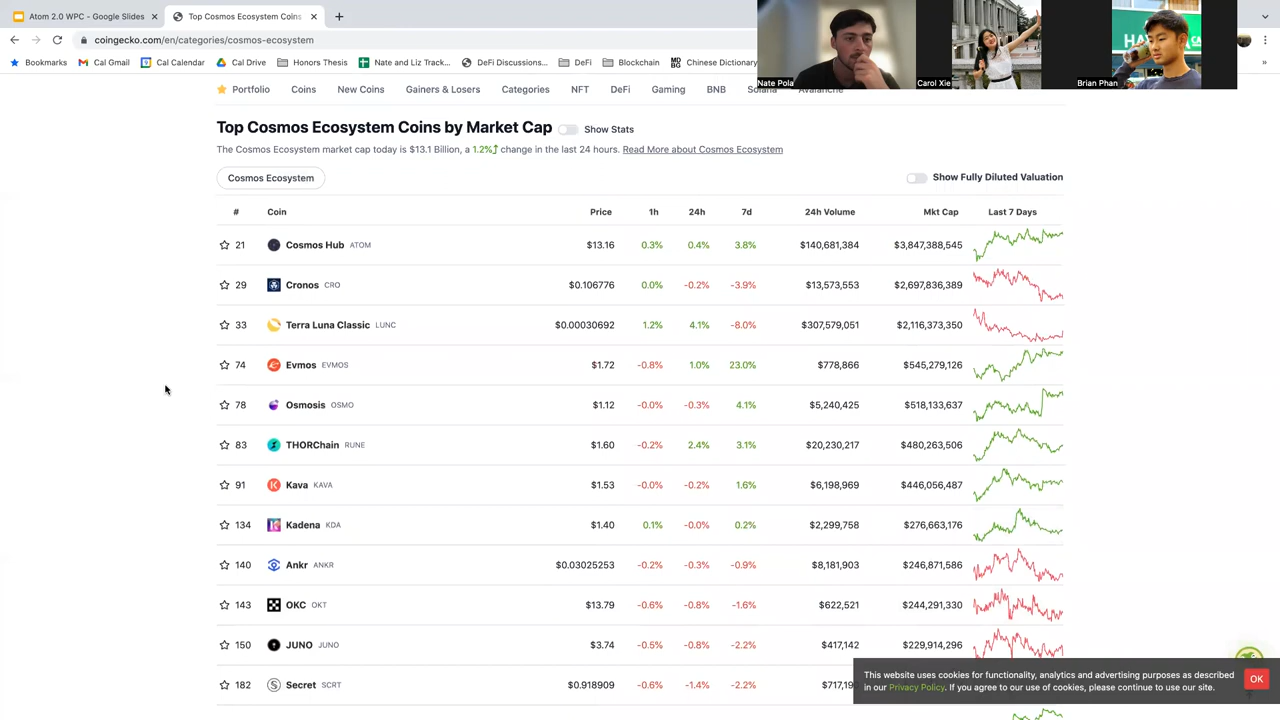 Atom 2.0 WPC - Google Slides
Top Cosmos Ecosystem Coins
coingecko.com/en/categories/cosmos-ecosystem
Bookmarks Cal Gmail Cal Calendar Cal Drive Honors Thesis Nate and Liz Track... DeFi Discussions... DeFi Blockchain Chinese Dictionary
Nate Pola
Carol Xie
Brian Phan
Portfolio Coins New Coins Gainers & Losers Categories NFT DeFi Gaming BNB Solana Avalanche
Top Cosmos Ecosystem Coins by Market Cap Show Stats
The Cosmos Ecosystem market cap today is $13.1 Billion, a 1.2% change in the last 24 hours. Read More about Cosmos Ecosystem
Cosmos Ecosystem Show Fully Diluted Valuation
# Coin Price 1h 24h 7d 24h Volume Mkt Cap Last 7 Days
21 Cosmos Hub ATOM $13.16 0.3% 0.4% 3.8% $140,681,384 $3,847,388,545
29 Cronos CRO $0.106776 0.0% -0.2% -3.9% $13,573,553 $2,697,836,389
33 Terra Luna Classic LUNC $0.00030692 1.2% 4.1% -8.0% $307,579,051 $2,116,373,350
74 Evmos EVMOS $1.72 -0.8% 1.0% 23.0% $778,866 $545,279,126
78 Osmosis OSMO $1.12 -0.0% -0.3% 4.1% $5,240,425 $518,133,637
83 THORChain RUNE $1.60 -0.2% 2.4% 3.1% $20,230,217 $480,263,506
91 Kava KAVA $1.53 -0.0% -0.2% 1.6% $6,198,969 $446,056,487
134 Kadena KDA $1.40 0.1% -0.0% 0.2% $2,299,758 $276,663,176
140 Ankr ANKR $0.03025253 -0.2% -0.3% -0.9% $8,181,903 $246,871,586
143 OKC OKT $13.79 -0.6% -0.8% -1.6% $622,521 $244,291,330
150 JUNO JUNO $3.74 -0.5% -0.8% -2.2% $417,142 $229,914,296
182 Secret SCRT $0.918909 -0.6% -1.4% -2.2%
This website uses cookies for functionality, analytics and advertising purposes as described
in our Privacy Policy. If you agree to our use of cookies, please continue to use our site.
OK